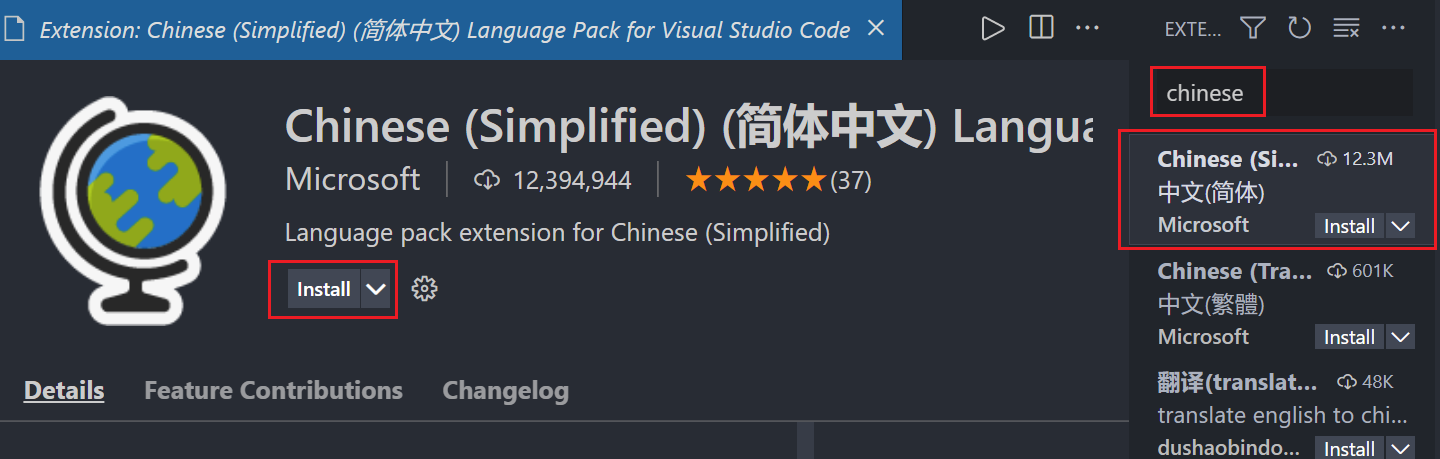 Extension: Chinese (Simplified) (简体中文) Language Pack for Visual Studio Code
EXTE...
chinese
Chinese (Simplified) (简体中文) Langua
Microsoft 12,394,944 (37)
Language pack extension for Chinese (Simplified)
Install
Details Feature Contributions Changelog
Chinese (Si... 12.3M
中文(简体)
Microsoft Install
Chinese (Tra... 601K
中文(繁體)
Microsoft Install
翻译(translat... 48K
translate english to chi...
dushaobindo... Install